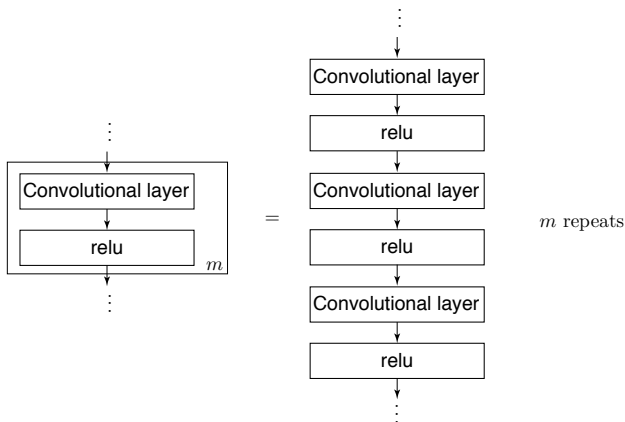 ⋮
Convolutional layer
relu
m
⋮
=
⋮
Convolutional layer
relu
Convolutional layer
relu
Convolutional layer
relu
⋮
m repeats